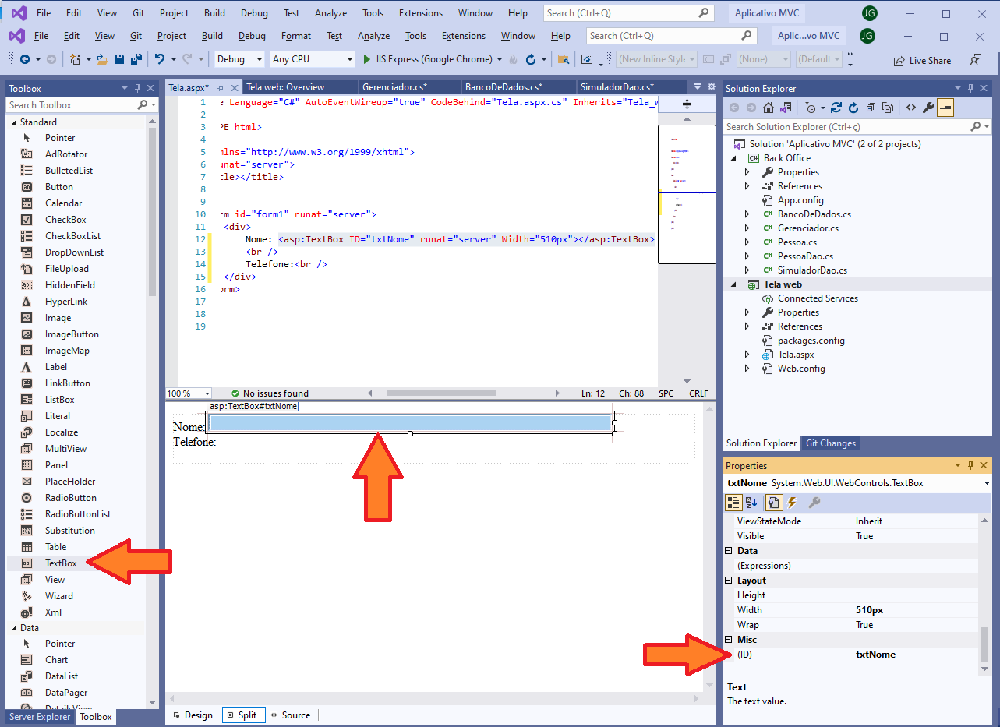 File Edit View Git Project Build Debug Test Analyze Tools Extensions Window Help Search (Ctrl+Q) Aplicativo MVC JG
File Edit View Git Project Build Debug Format Test Analyze Tools Extensions Window Help Search (Ctrl+Q) Aplic...vo MVC JG
Debug Any CPU IIS Express (Google Chrome) (New Inline Style (None) (Default Live Share
Toolbox
Search Toolbox
Standard
Pointer
AdRotator
BulletedList
Button
Calendar
CheckBox
CheckBoxList
DropDownList
FileUpload
HiddenField
HyperLink
Image
ImageButton
ImageMap
Label
LinkButton
ListBox
Literal
Localize
MultiView
Panel
PlaceHolder
RadioButton
RadioButtonList
Substitution
Table
TextBox
View
Wizard
Xml
Data
Pointer
Chart
DataList
DataPager
DetailsView
Server Explorer Toolbox
Tela.aspx* Tela web: Overview Gerenciador.cs* BancoDeDados.cs* SimuladorDao.cs*
1 e Language="C#" AutoEventWireup="true" CodeBehind="Tela.aspx.cs" Inherits="Tela_w
2
3 PE html>
4
5 mlns="http://www.w3.org/1999/xhtml">
6 unat="server">
7 tle></title>
8
9
10 rm id="form1" runat="server">
11 <div>
12 Nome: <asp:TextBox ID="txtNome" runat="server" Width="510px"></asp:TextBox>
13 <br />
14 Telefone:<br />
15 </div>
16 orm>
17
18
19
100 % No issues found Ln: 12 Ch: 88 SPC CRLF
asp:TextBox#txtNome
Nome:
Telefone:
Design Split Source
Solution Explorer
Search Solution Explorer (Ctrl+ç)
Solution 'Aplicativo MVC' (2 of 2 projects)
C# Back Office
Properties
References
App.config
C# BancoDeDados.cs
C# Gerenciador.cs
C# Pessoa.cs
C# PessoaDao.cs
C# SimuladorDao.cs
Tela web
Connected Services
Properties
References
packages.config
Tela.aspx
Web.config
Solution Explorer Git Changes
Properties
txtNome System.Web.UI.WebControls.TextBox
ViewStateMode Inherit
Visible True
Data
(Expressions)
Layout
Height
Width 510px
Wrap True
Misc
(ID) txtNome
Text
The text value.